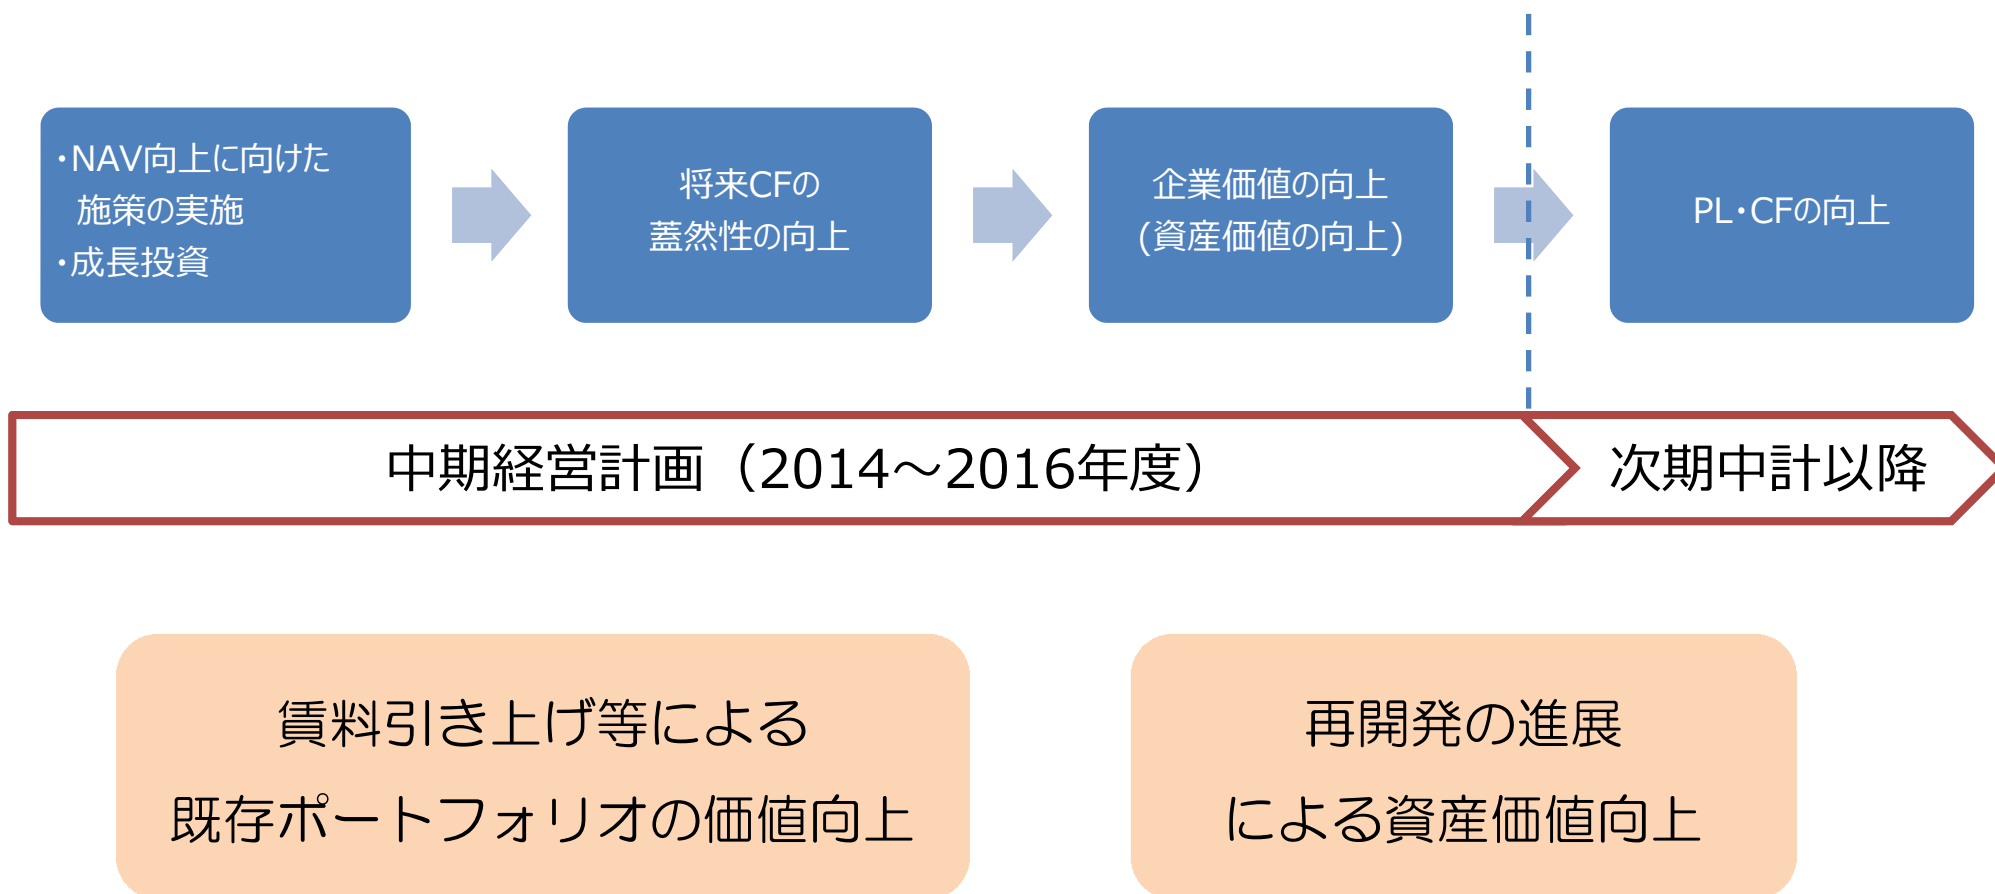 ・NAV向上に向けた
施策の実施
・成長投資
将来CFの
蓋然性の向上
企業価値の向上
(資産価値の向上)
PL・CFの向上
中期経営計画（2014～2016年度）
次期中計以降
賃料引き上げ等による
既存ポートフォリオの価値向上
再開発の進展
による資産価値向上